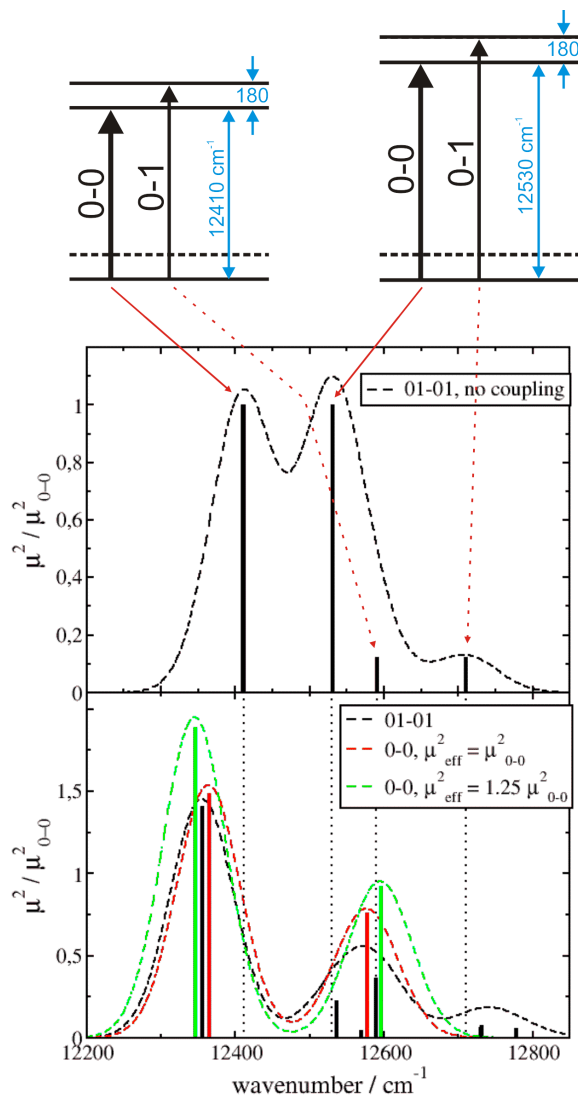 180
180
0-0
0-1
12410 cm⁻¹
0-0
0-1
12530 cm⁻¹
01-01, no coupling
μ² / μ²₀₋₀
1
0,8
0,6
0,4
0,2
0
01-01
0-0, μ²eff = μ²₀₋₀
0-0, μ²eff = 1.25 μ²₀₋₀
μ² / μ²₀₋₀
1,5
1
0,5
0
12200
12400
12600
12800
wavenumber / cm⁻¹